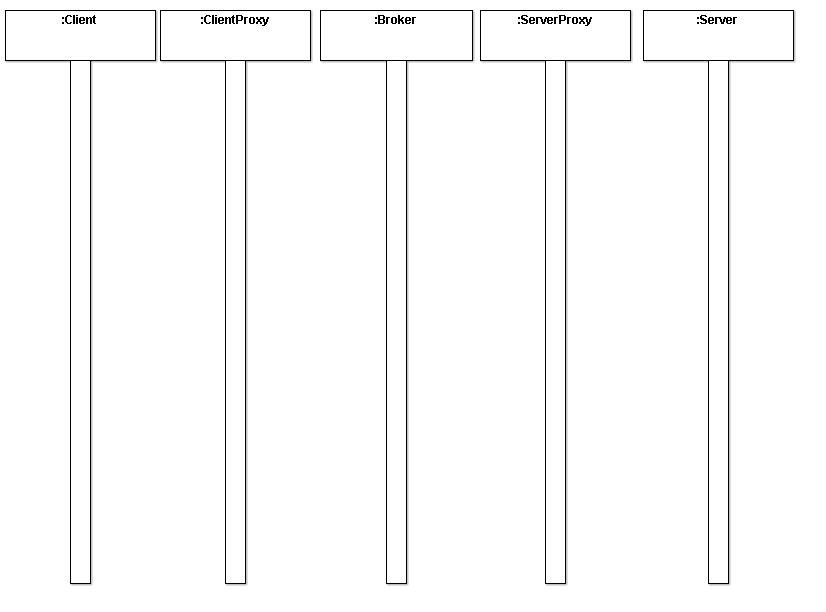 :Client
:ClientProxy
:Broker
:ServerProxy
:Server